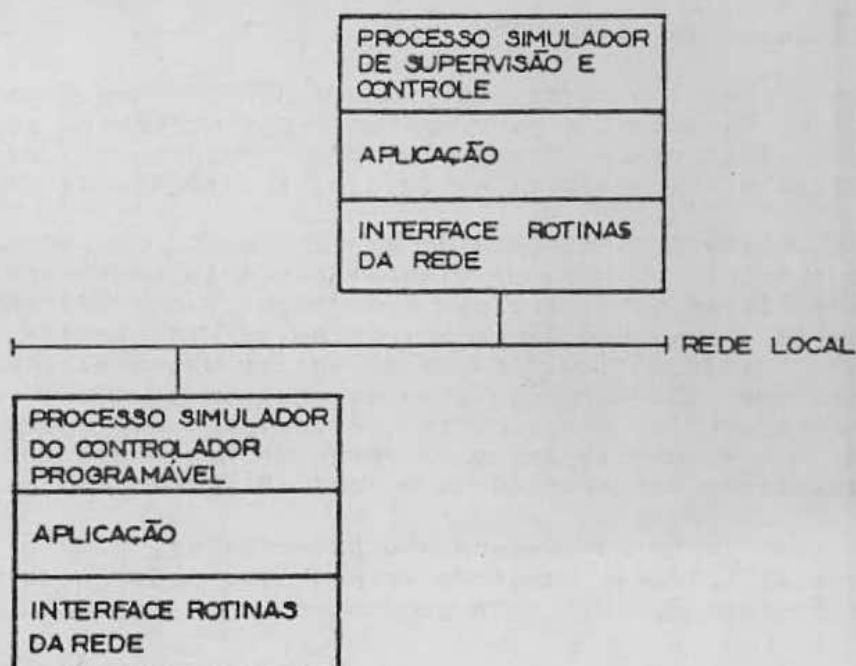 PROCESSO SIMULADOR
DE SUPERVISÃO E
CONTROLE
APLICAÇÃO
INTERFACE ROTINAS
DA REDE
REDE LOCAL
PROCESSO SIMULADOR
DO CONTROLADOR
PROGRAMÁVEL
APLICAÇÃO
INTERFACE ROTINAS
DA REDE